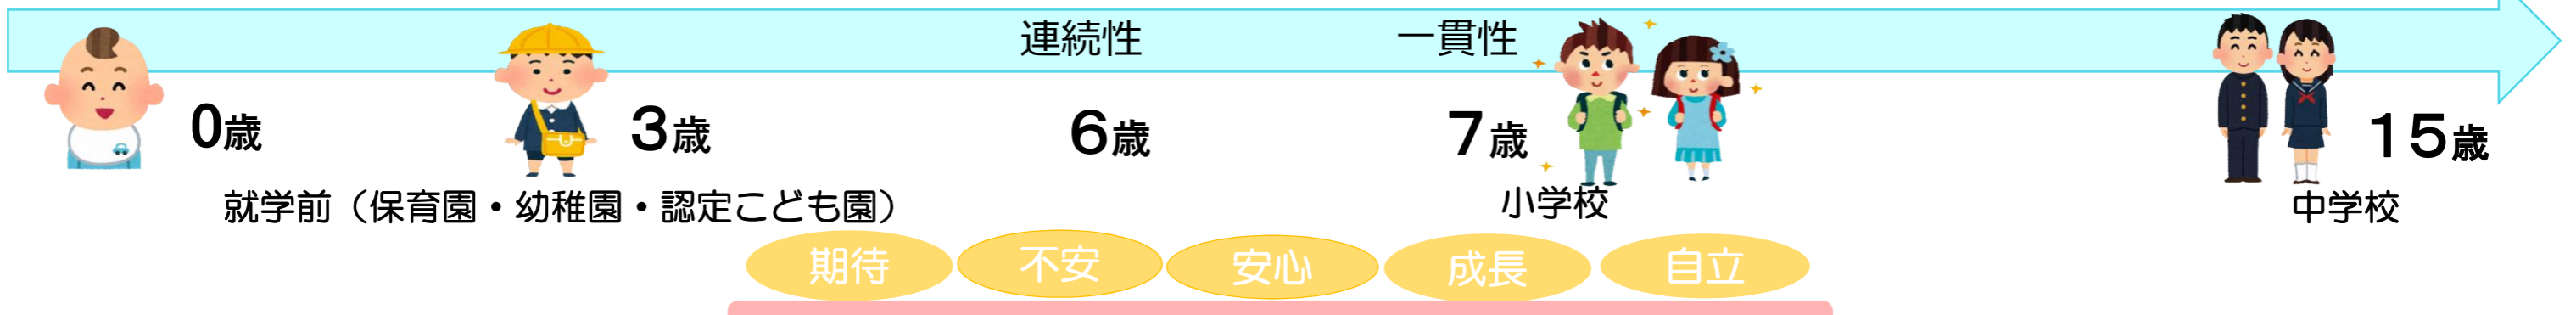 連続性 一貫性
0歳 3歳 6歳 7歳 15歳
就学前（保育園・幼稚園・認定こども園） 小学校 中学校
期待 不安 安心 成長 自立